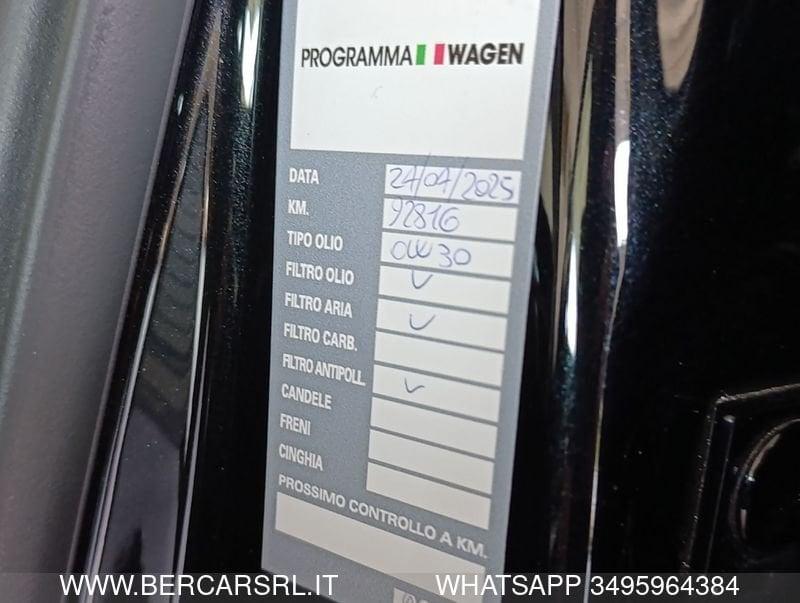 PROGRAMMA WAGEN
DATA 24/04/2025
KM. 92816
TIPO OLIO 0W30
FILTRO OLIO ✓
FILTRO ARIA ✓
FILTRO CARB.
FILTRO ANTIPOLL. ✓
CANDELE
FRENI
CINGHIA
PROSSIMO CONTROLLO A KM.
WWW.BERCARSRL.IT WHATSAPP 3495964384